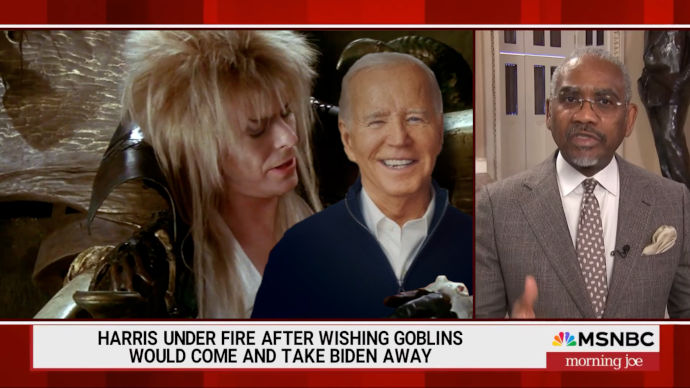 HARRIS UNDER FIRE AFTER WISHING GOBLINS
WOULD COME AND TAKE BIDEN AWAY
MSNBC
morning joe